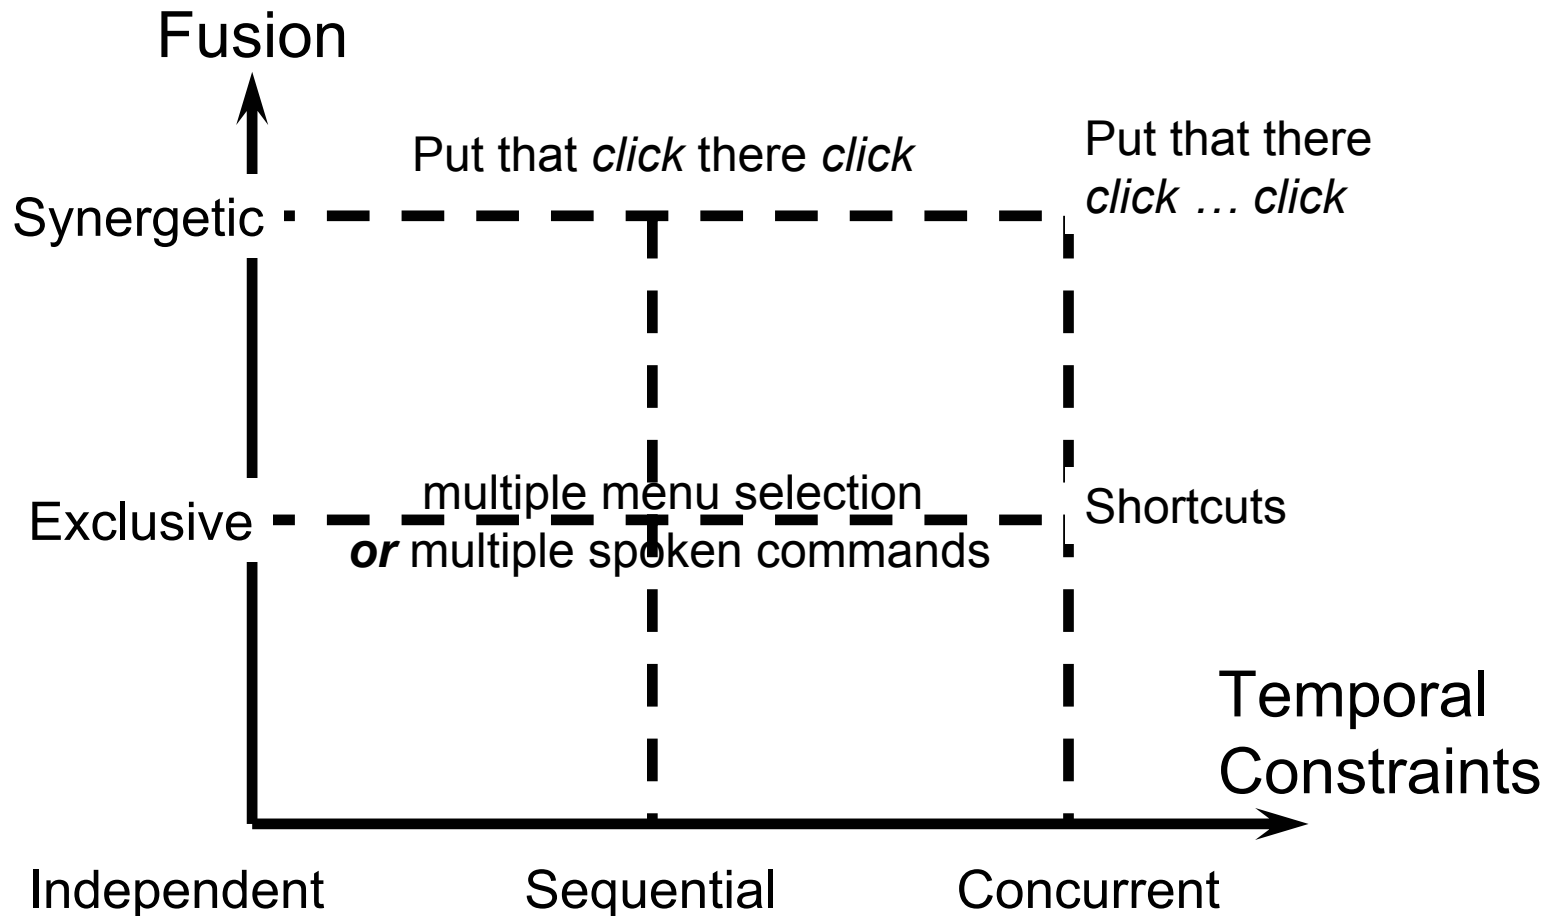 Fusion
Put that click there click
Put that there
click … click
Synergetic
multiple menu selection
or multiple spoken commands
Exclusive
Shortcuts
Temporal
Constraints
Independent
Sequential
Concurrent